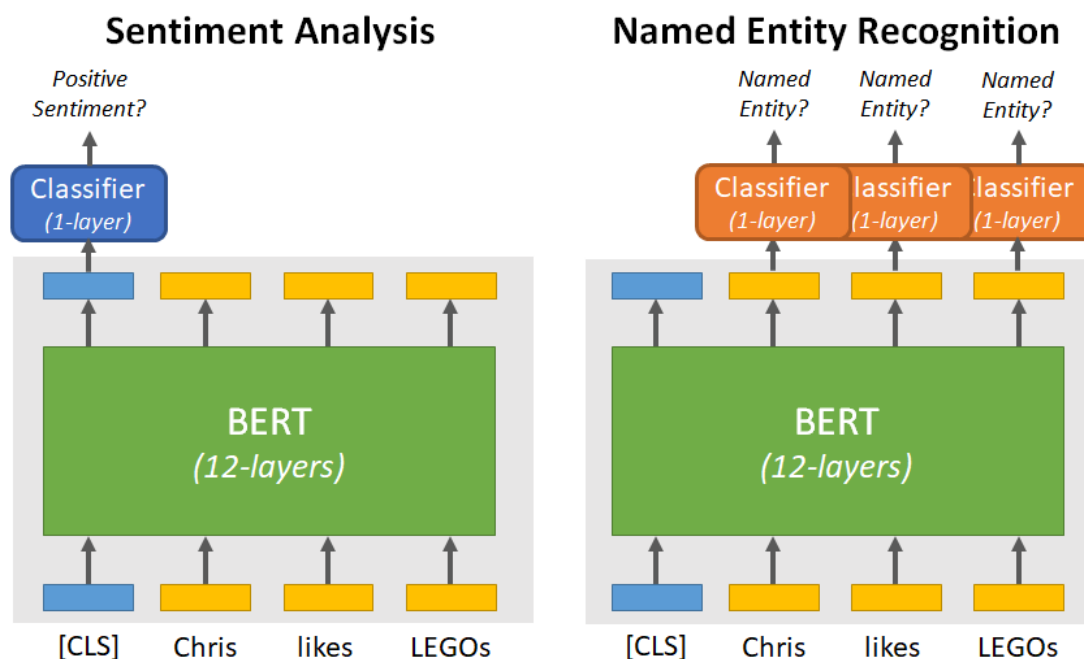 Sentiment Analysis
Positive
Sentiment?
Classifier
(1-layer)
BERT
(12-layers)
[CLS] Chris likes LEGOs
Named Entity Recognition
Named Named Named
Entity? Entity? Entity?
Classifier lassifier Classifier
(1-layer) (1-layer) (1-layer)
BERT
(12-layers)
[CLS] Chris likes LEGOs